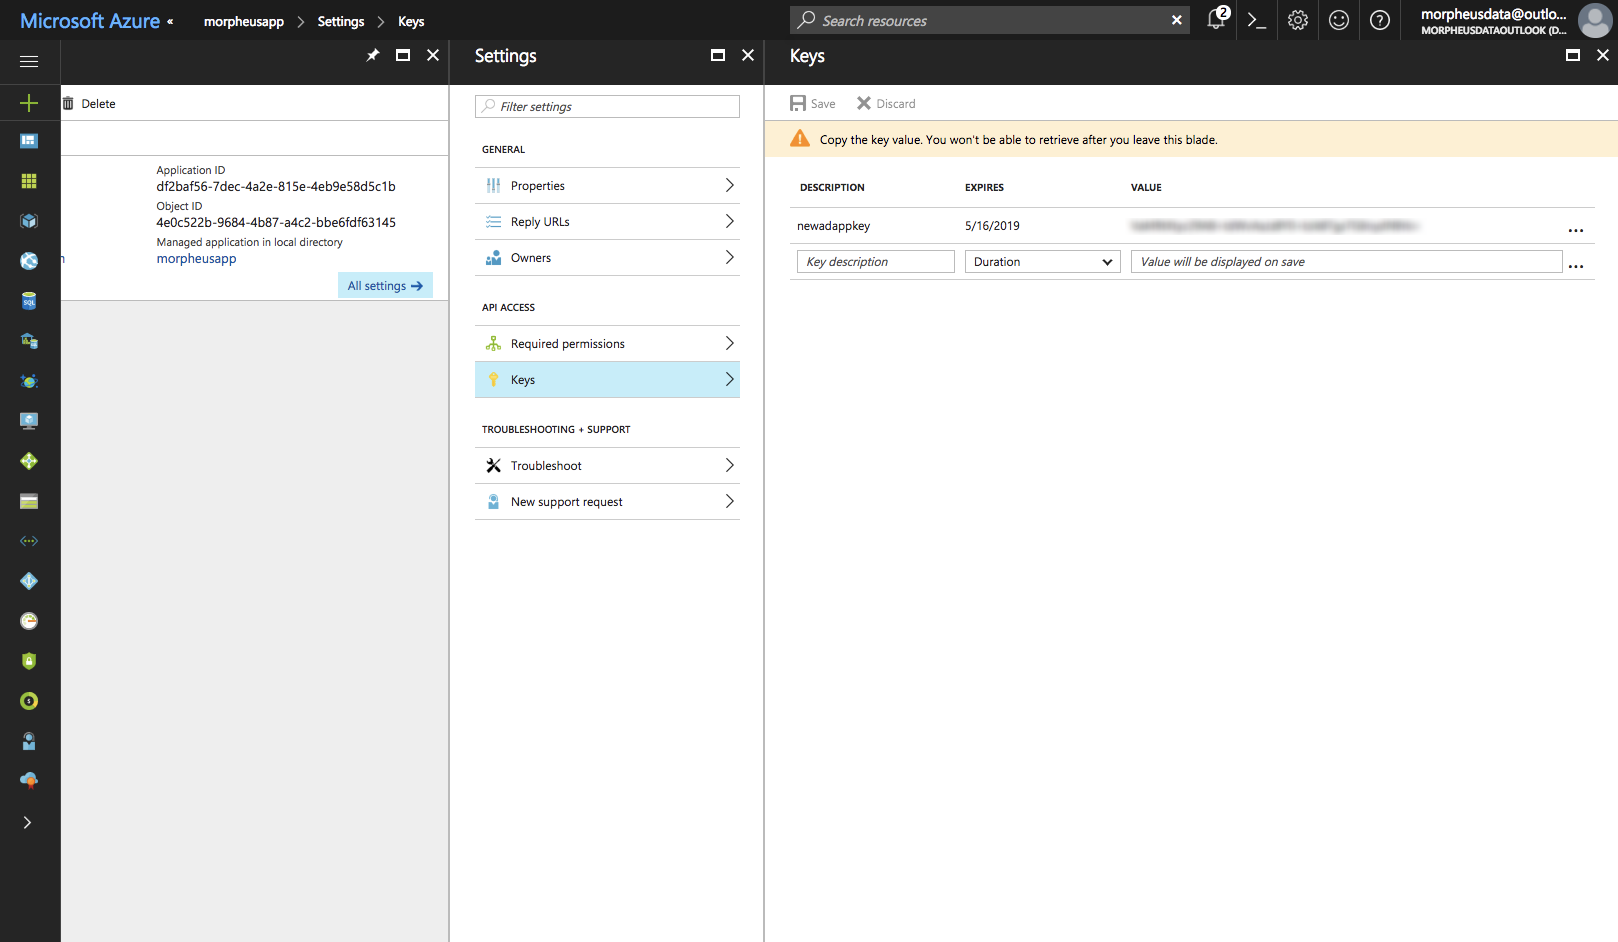 Microsoft Azure «
morpheusapp > Settings > Keys
Search resources
2
morpheusdata@outlo...
MORPHEUSDATAOUTLOOK (D...
Delete
Application ID
df2baf56-7dec-4a2e-815e-4eb9e58d5c1b
Object ID
4e0c522b-9684-4b87-a4c2-bbe6fdf63145
Managed application in local directory
morpheusapp
All settings →
Settings
Filter settings
GENERAL
Properties
Reply URLs
Owners
API ACCESS
Required permissions
Keys
TROUBLESHOOTING + SUPPORT
Troubleshoot
New support request
Keys
Save Discard
Copy the key value. You won't be able to retrieve after you leave this blade.
DESCRIPTION EXPIRES VALUE
newadappkey 5/16/2019 ...
Key description Duration Value will be displayed on save ...